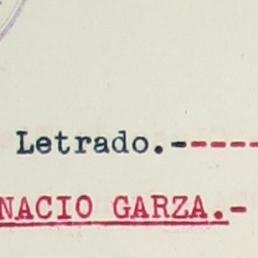 Letrado.------
NACIO GARZA.-